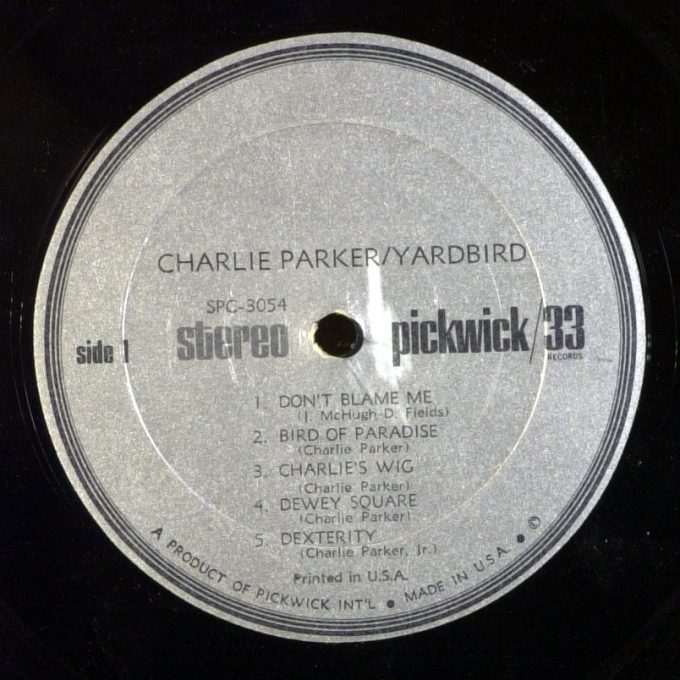 CHARLIE PARKER/YARDBIRD
SPC-3054
side 1 stereo pickwick/33
RECORDS
1. DON'T BLAME ME
(J. McHugh-D. Fields)
2. BIRD OF PARADISE
(Charlie Parker)
3. CHARLIE'S WIG
(Charlie Parker)
4. DEWEY SQUARE
(Charlie Parker)
5. DEXTERITY
(Charlie Parker, Jr.)
Printed in U.S.A.
A PRODUCT OF PICKWICK INT'L ● MADE IN U.S.A. ● ©